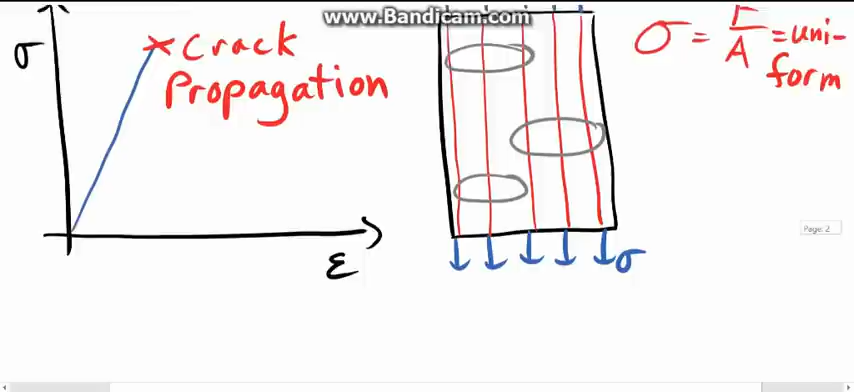 www.Bandicam.com
σ
Crack
Propagation
ε
σ = F/A = uni-
form
σ
Page: 2